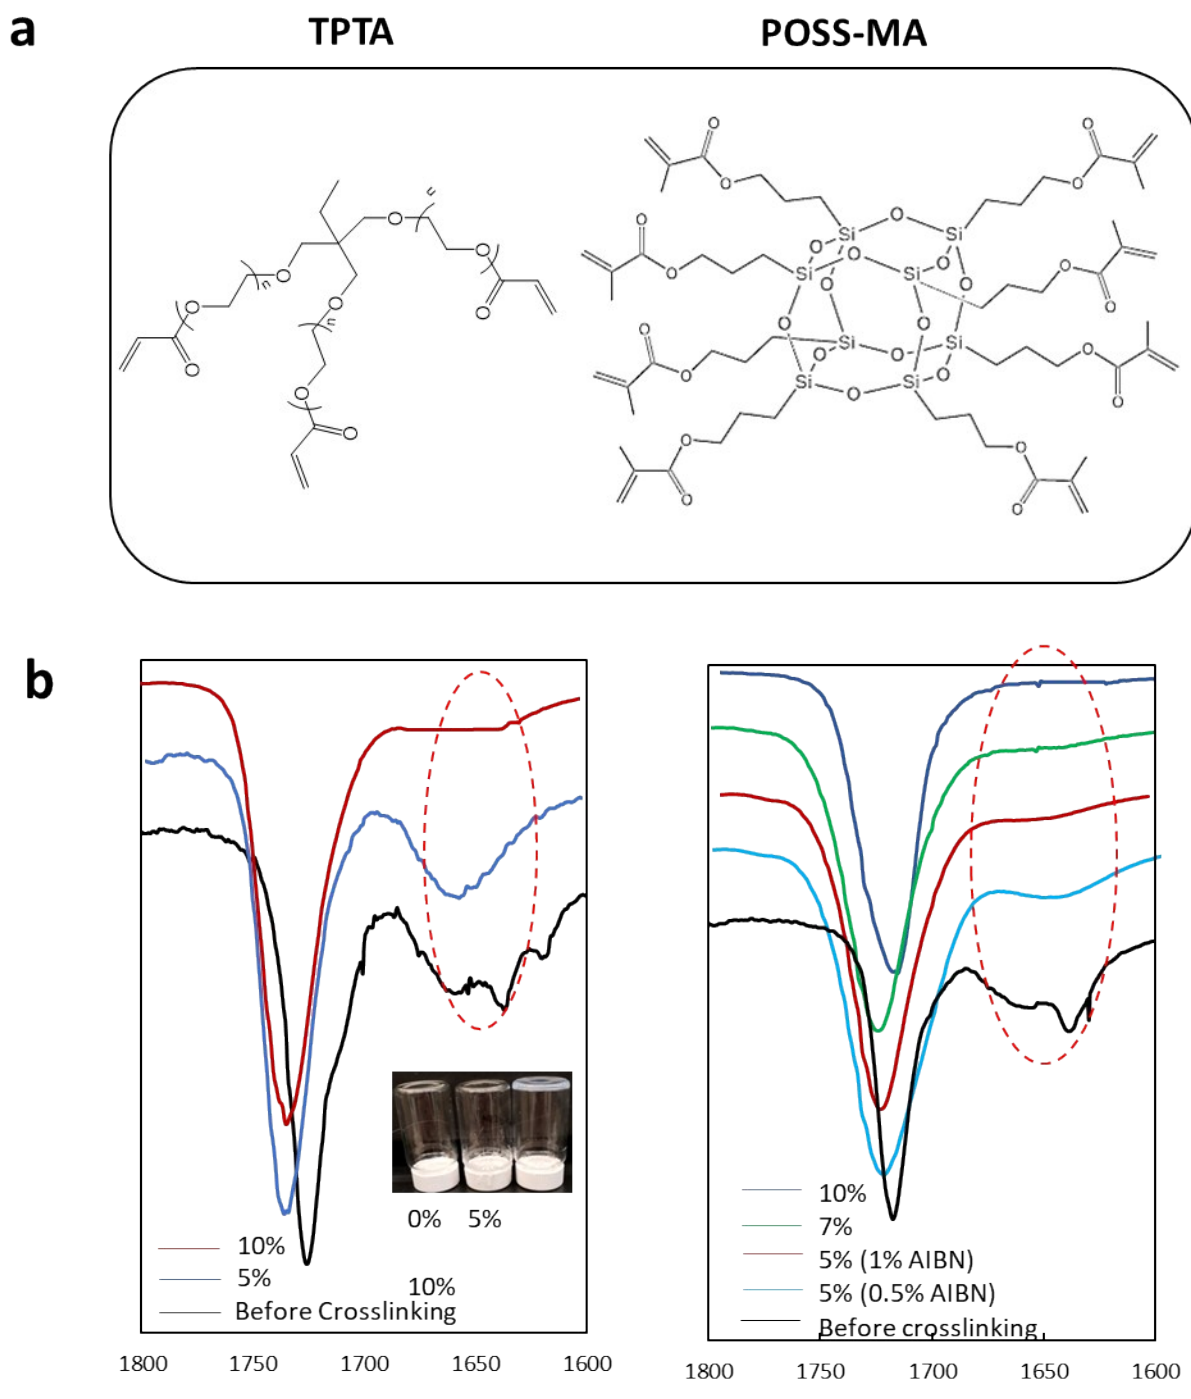 a
TPTA
POSS-MA
n
O
O
O
O
O
O
n
O
n
O
O
O
O
O
O
O
O
O
Si
Si
O
O
O
O
O
O
O
Si
Si
O
O
O
O
O
O
Si
Si
O
O
O
O
O
O
Si
Si
O
O
O
O
O
O
b
0%
5%
10%
10%
5%
Before Crosslinking
1800
1750
1700
1650
1600
10%
7%
5% (1% AIBN)
5% (0.5% AIBN)
Before crosslinking
1800
1750
1700
1650
1600